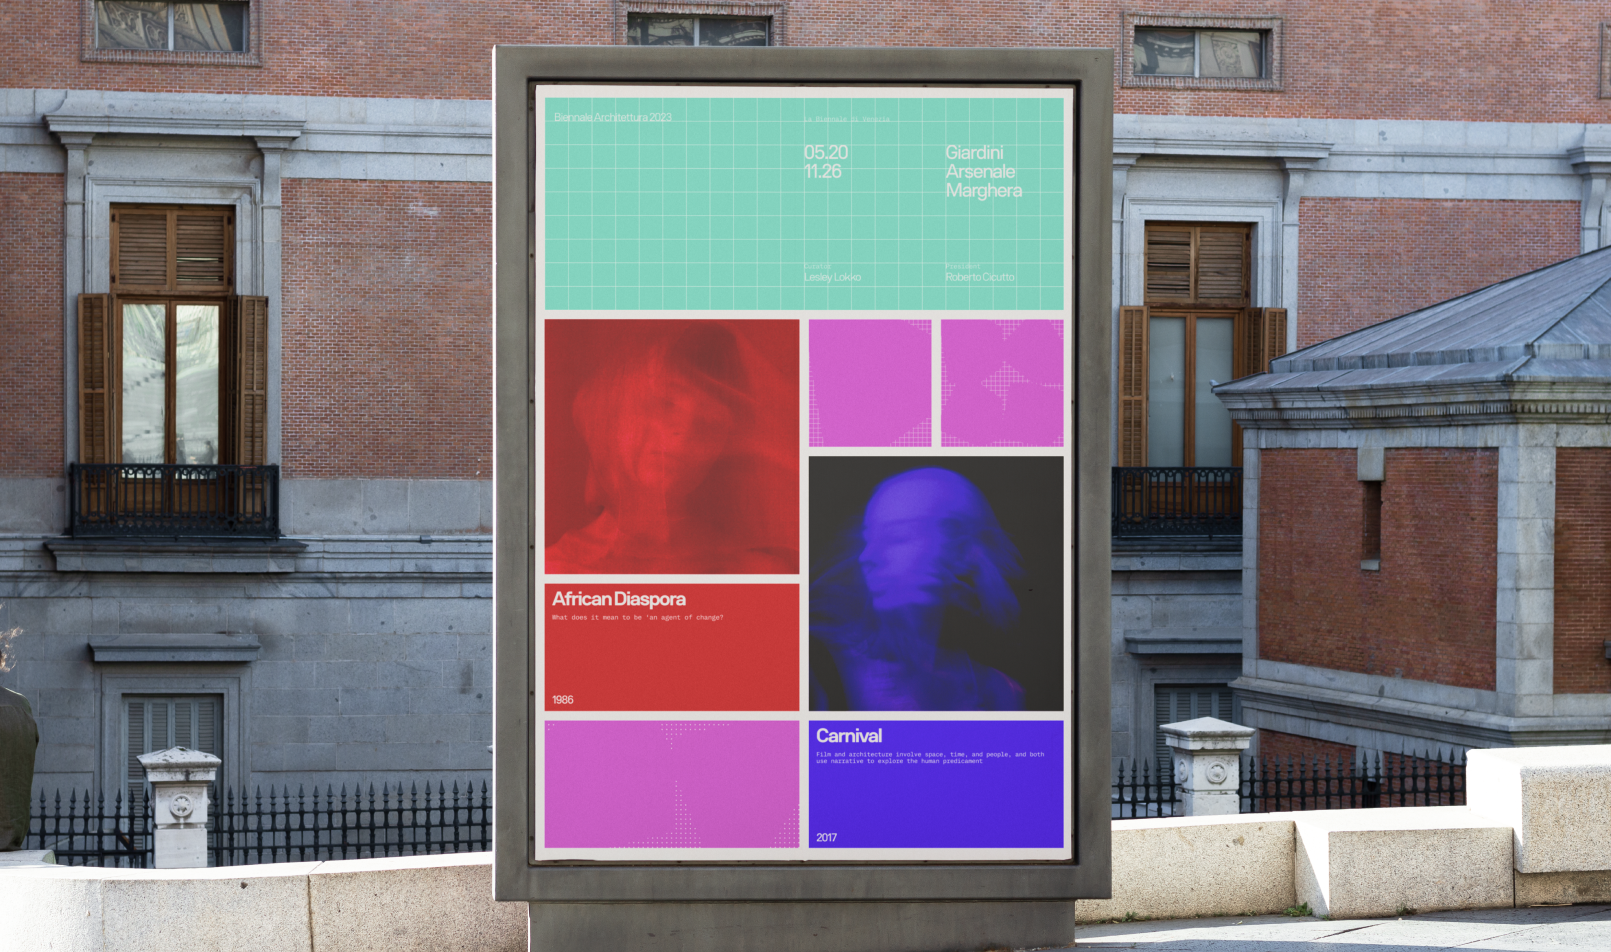 Biennale Architettura 2023
La Biennale di Venezia
05.20
11.26
Giardini
Arsenale
Marghera
Curator
Lesley Lokko
President
Roberto Cicutto
African Diaspora
What does it mean to be 'an agent of change?
1986
Carnival
Film and architecture involve space, time, and people, and both
use narrative to explore the human predicament
2017